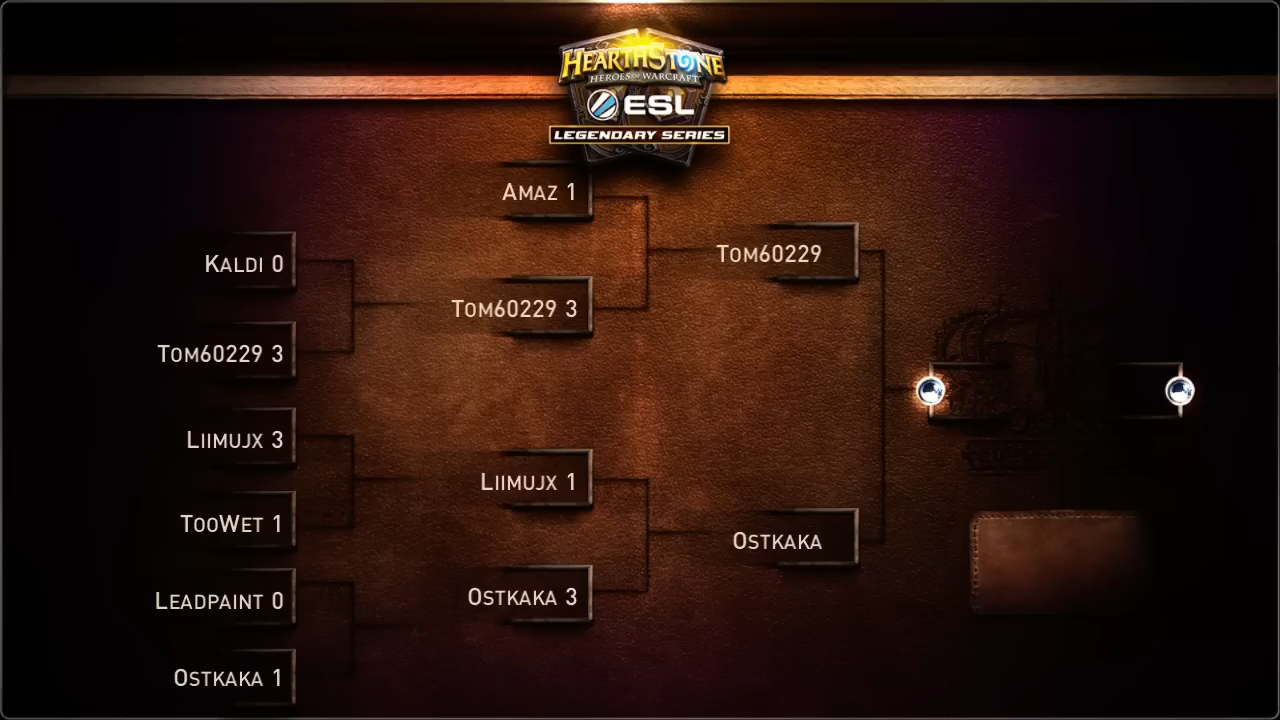 HEARTHSTONE
HEROES OF WARCRAFT
ESL
LEGENDARY SERIES
AMAZ 1
KALDI 0
TOM60229 3
TOM60229 3
LIIMUJX 3
TOOWET 1
LEADPAINT 0
OSTKAKA 1
LIIMUJX 1
OSTKAKA 3
TOM60229
OSTKAKA